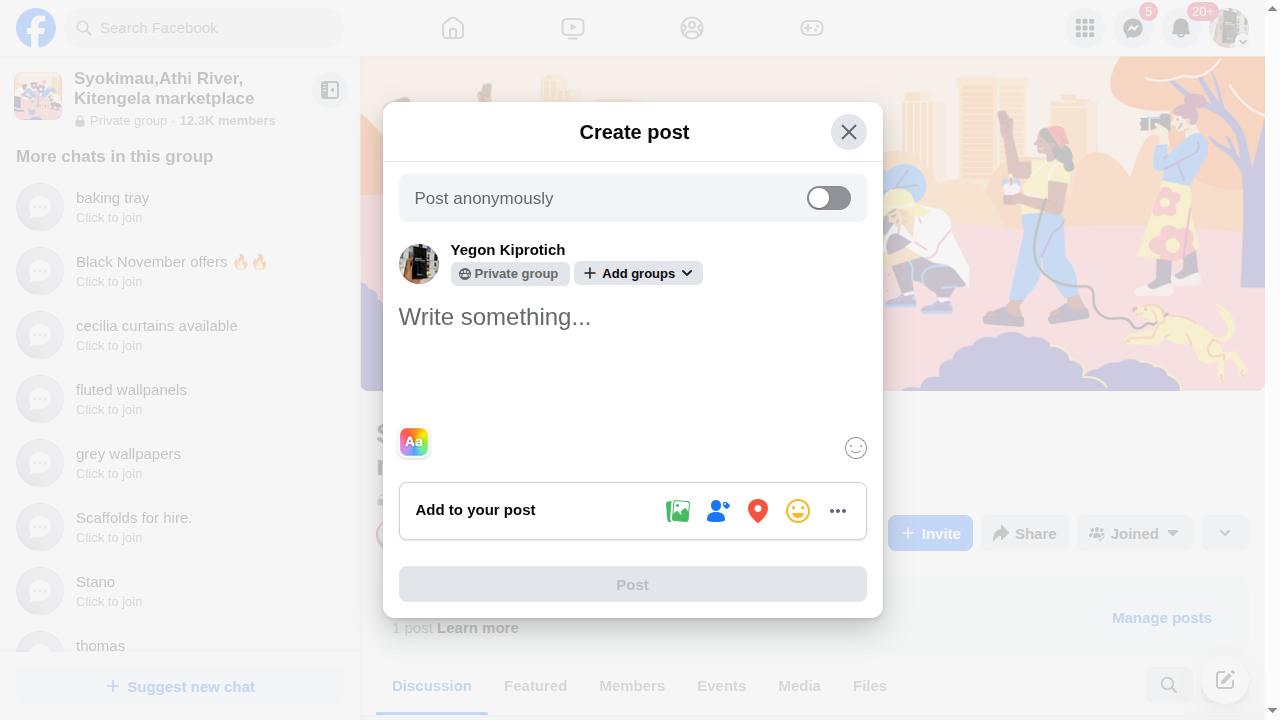 Search Facebook
5
20+
Syokimau,Athi River,
Kitengela marketplace
Private group · 12.3K members
More chats in this group
baking tray
Click to join
Black November offers 🔥🔥
Click to join
cecilia curtains available
Click to join
fluted wallpanels
Click to join
grey wallpapers
Click to join
Scaffolds for hire.
Click to join
Stano
Click to join
thomas
+ Suggest new chat
Create post
Post anonymously
Yegon Kiprotich
Private group
+ Add groups
Write something...
Aa
Add to your post
Post
+ Invite
Share
Joined
1 post Learn more
Manage posts
Discussion
Featured
Members
Events
Media
Files